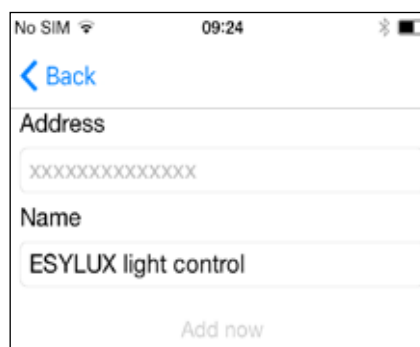 No SIM 09:24
Back
Address
xxxxxxxxxxxxxx
Name
ESYLUX light control
Add now